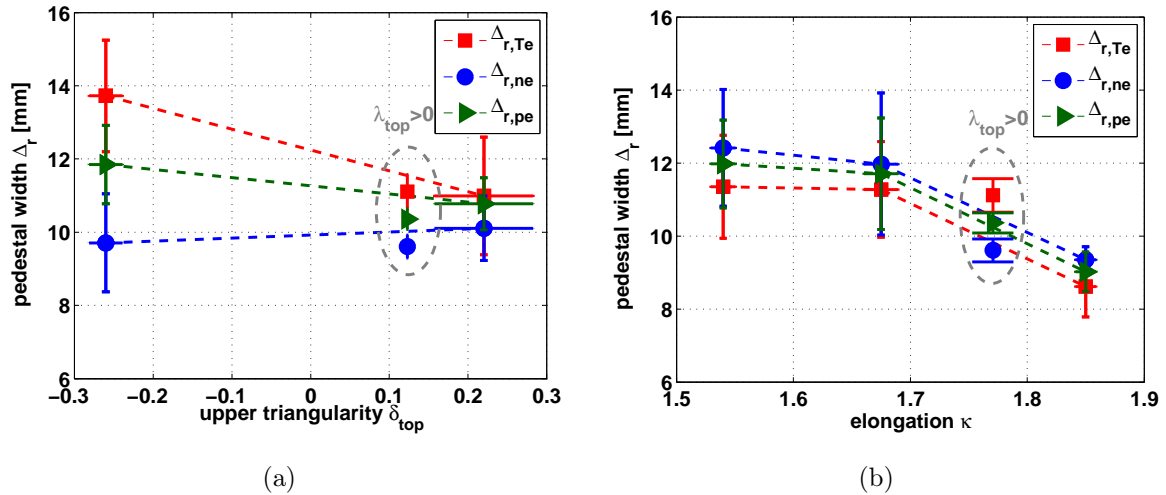 16
14
12
10
8
6
pedestal width Δr [mm]
−0.3
−0.2
−0.1
0
0.1
0.2
0.3
upper triangularity δtop
λtop>0
Δr,Te
Δr,ne
Δr,pe
(a)
16
14
12
10
8
6
pedestal width Δr [mm]
1.5
1.6
1.7
1.8
1.9
elongation κ
λtop>0
Δr,Te
Δr,ne
Δr,pe
(b)